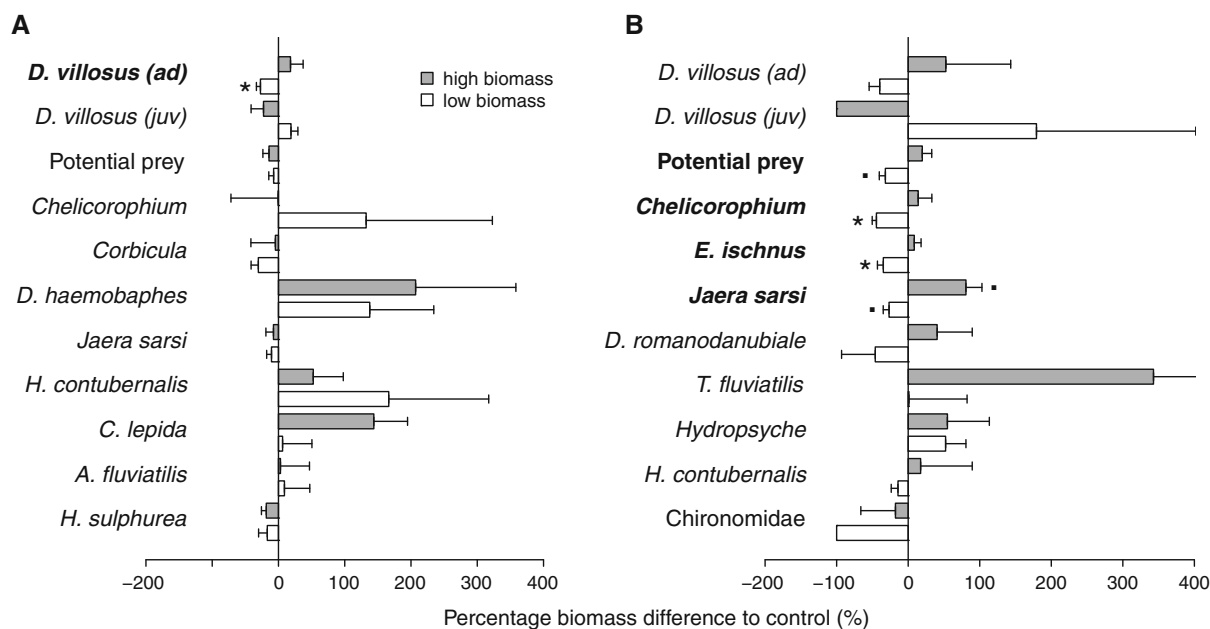 A
D. villosus (ad)
*
D. villosus (juv)
Potential prey
Chelicorophium
Corbicula
D. haemobaphes
Jaera sarsi
H. contubernalis
C. lepida
A. fluviatilis
H. sulphurea
high biomass
low biomass
−200 0 100 200 300 400
B
D. villosus (ad)
D. villosus (juv)
Potential prey
Chelicorophium
*
E. ischnus
*
Jaera sarsi
D. romanodanubiale
T. fluviatilis
Hydropsyche
H. contubernalis
Chironomidae
−200 −100 0 100 200 300 400
Percentage biomass difference to control (%)